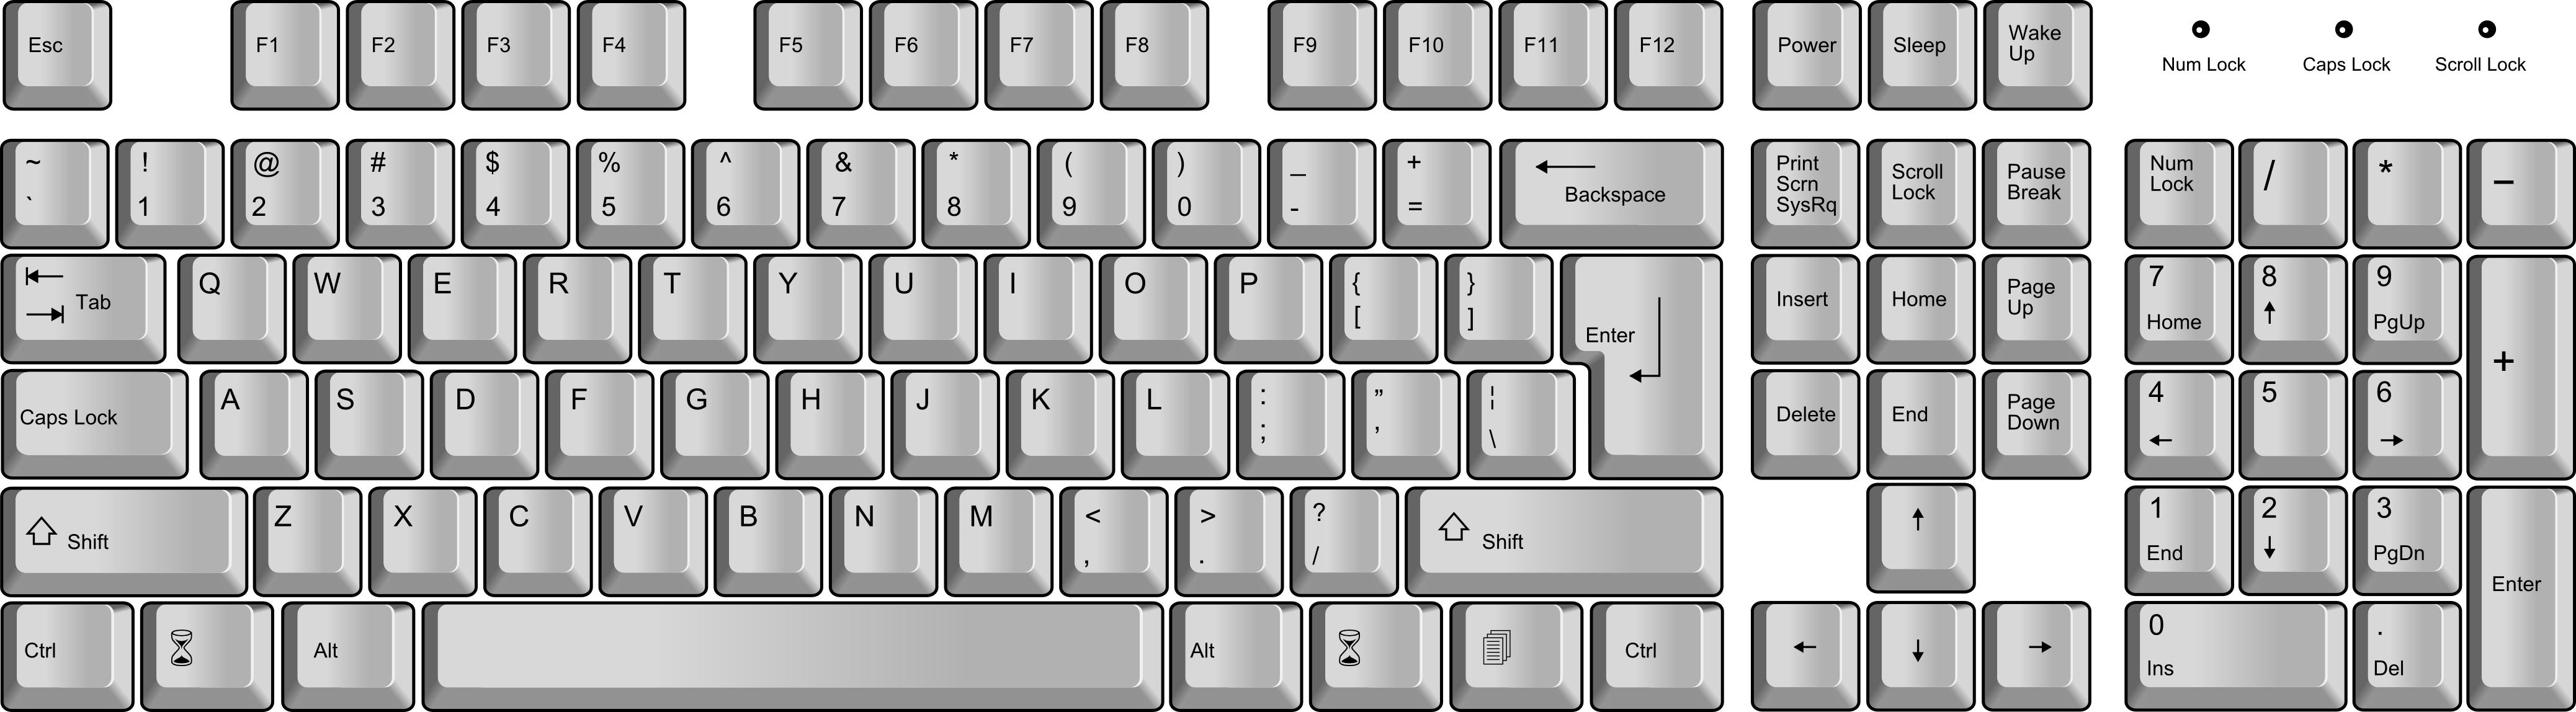 Esc F1 F2 F3 F4 F5 F6 F7 F8 F9 F10 F11 F12 Power Sleep Wake
Up
Num Lock Caps Lock Scroll Lock
~ ! @ # $ % ^ & * ( ) _ +
` 1 2 3 4 5 6 7 8 9 0 - =
← Backspace
Print
Scrn
SysRq
Scroll
Lock
Pause
Break
Num
Lock
/ * –
Tab Q W E R T Y U I O P { }
[ ]
Enter
Insert Home Page
Up
7 8 9
Home ↑ PgUp
+
Caps Lock A S D F G H J K L : ” ¦
; ’ \
Delete End Page
Down
4 5 6
← →
Shift Z X C V B N M < > ?
, . /
Shift
↑
1 2 3
End ↓ PgDn
Enter
Ctrl Alt Alt Ctrl
← ↓ →
0 .
Ins Del